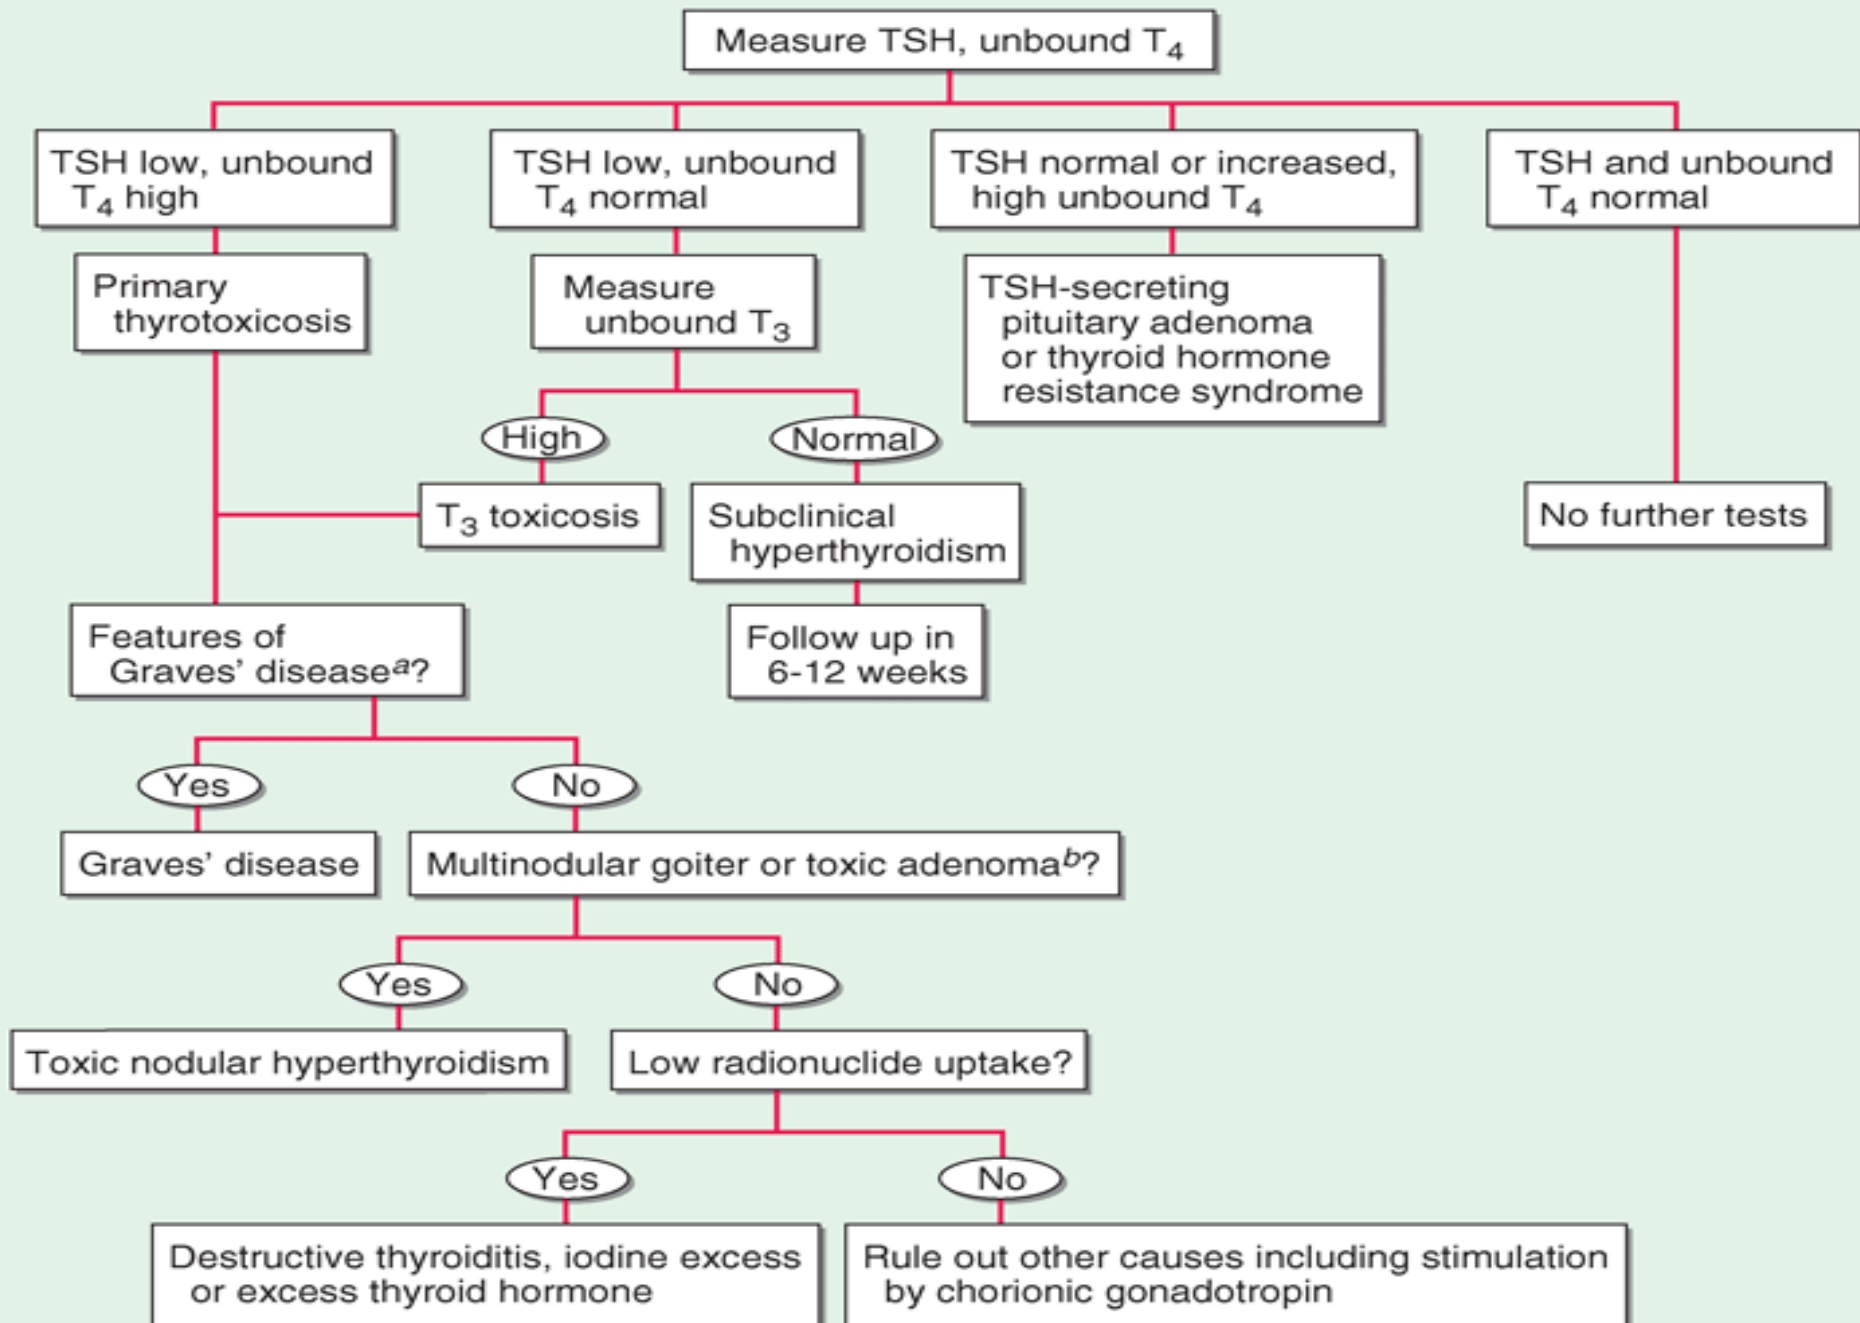 Measure TSH, unbound T4
TSH low, unbound
T4 high
TSH low, unbound
T4 normal
TSH normal or increased,
high unbound T4
TSH and unbound
T4 normal
Primary
thyrotoxicosis
Measure
unbound T3
TSH-secreting
pituitary adenoma
or thyroid hormone
resistance syndrome
High
Normal
T3 toxicosis
Subclinical
hyperthyroidism
No further tests
Features of
Graves’ diseasea?
Follow up in
6-12 weeks
Yes
No
Graves’ disease
Multinodular goiter or toxic adenomab?
Yes
No
Toxic nodular hyperthyroidism
Low radionuclide uptake?
Yes
No
Destructive thyroiditis, iodine excess
or excess thyroid hormone
Rule out other causes including stimulation
by chorionic gonadotropin